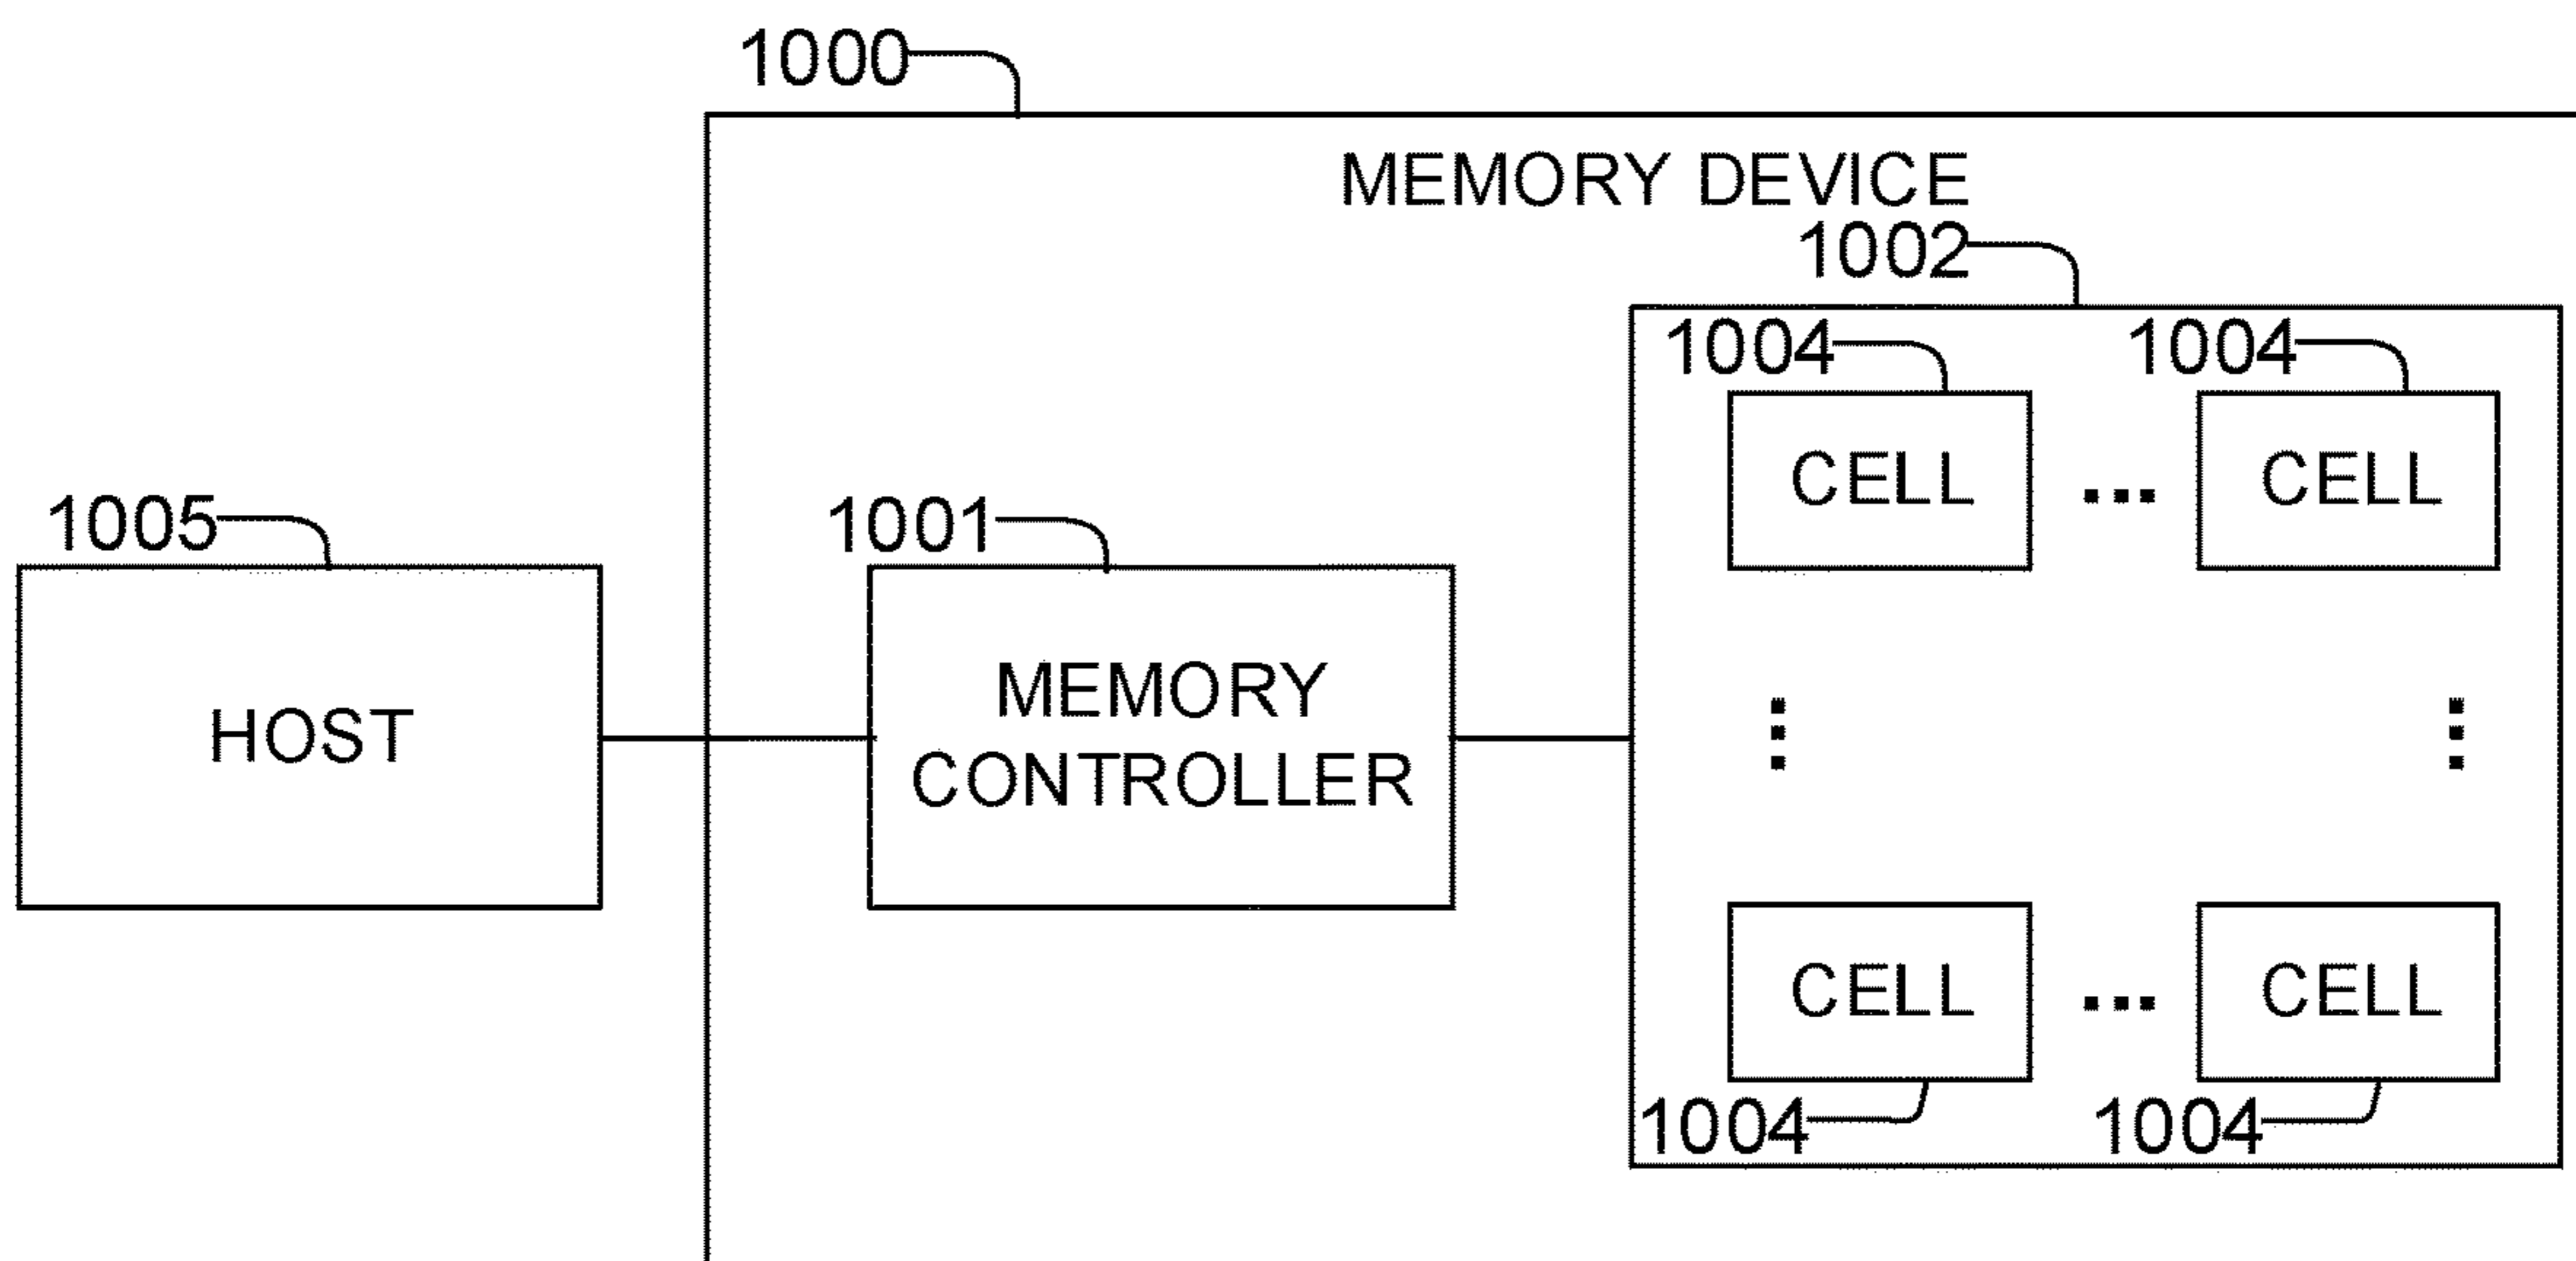 1000
MEMORY DEVICE
1002
1004 1004
CELL ... CELL
1005 1001
HOST
MEMORY
CONTROLLER
CELL ... CELL
1004 1004